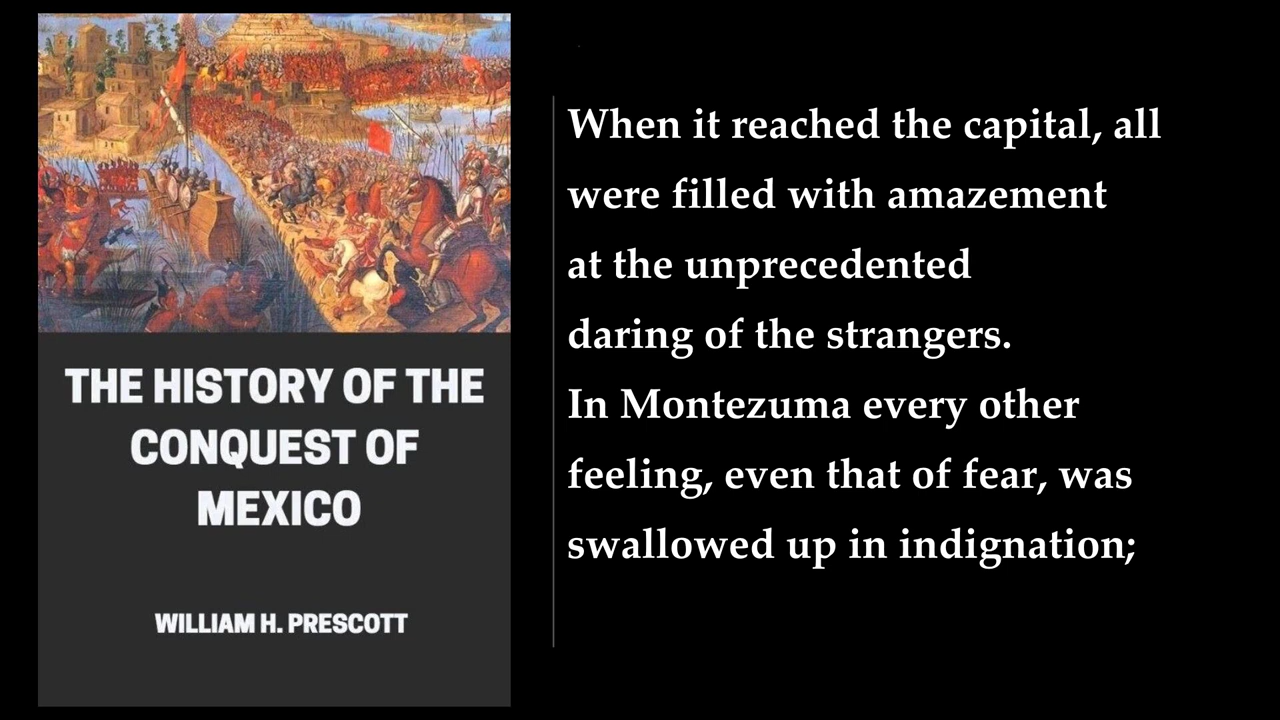 THE HISTORY OF THE
CONQUEST OF
MEXICO
WILLIAM H. PRESCOTT
When it reached the capital, all
were filled with amazement
at the unprecedented
daring of the strangers.
In Montezuma every other
feeling, even that of fear, was
swallowed up in indignation;